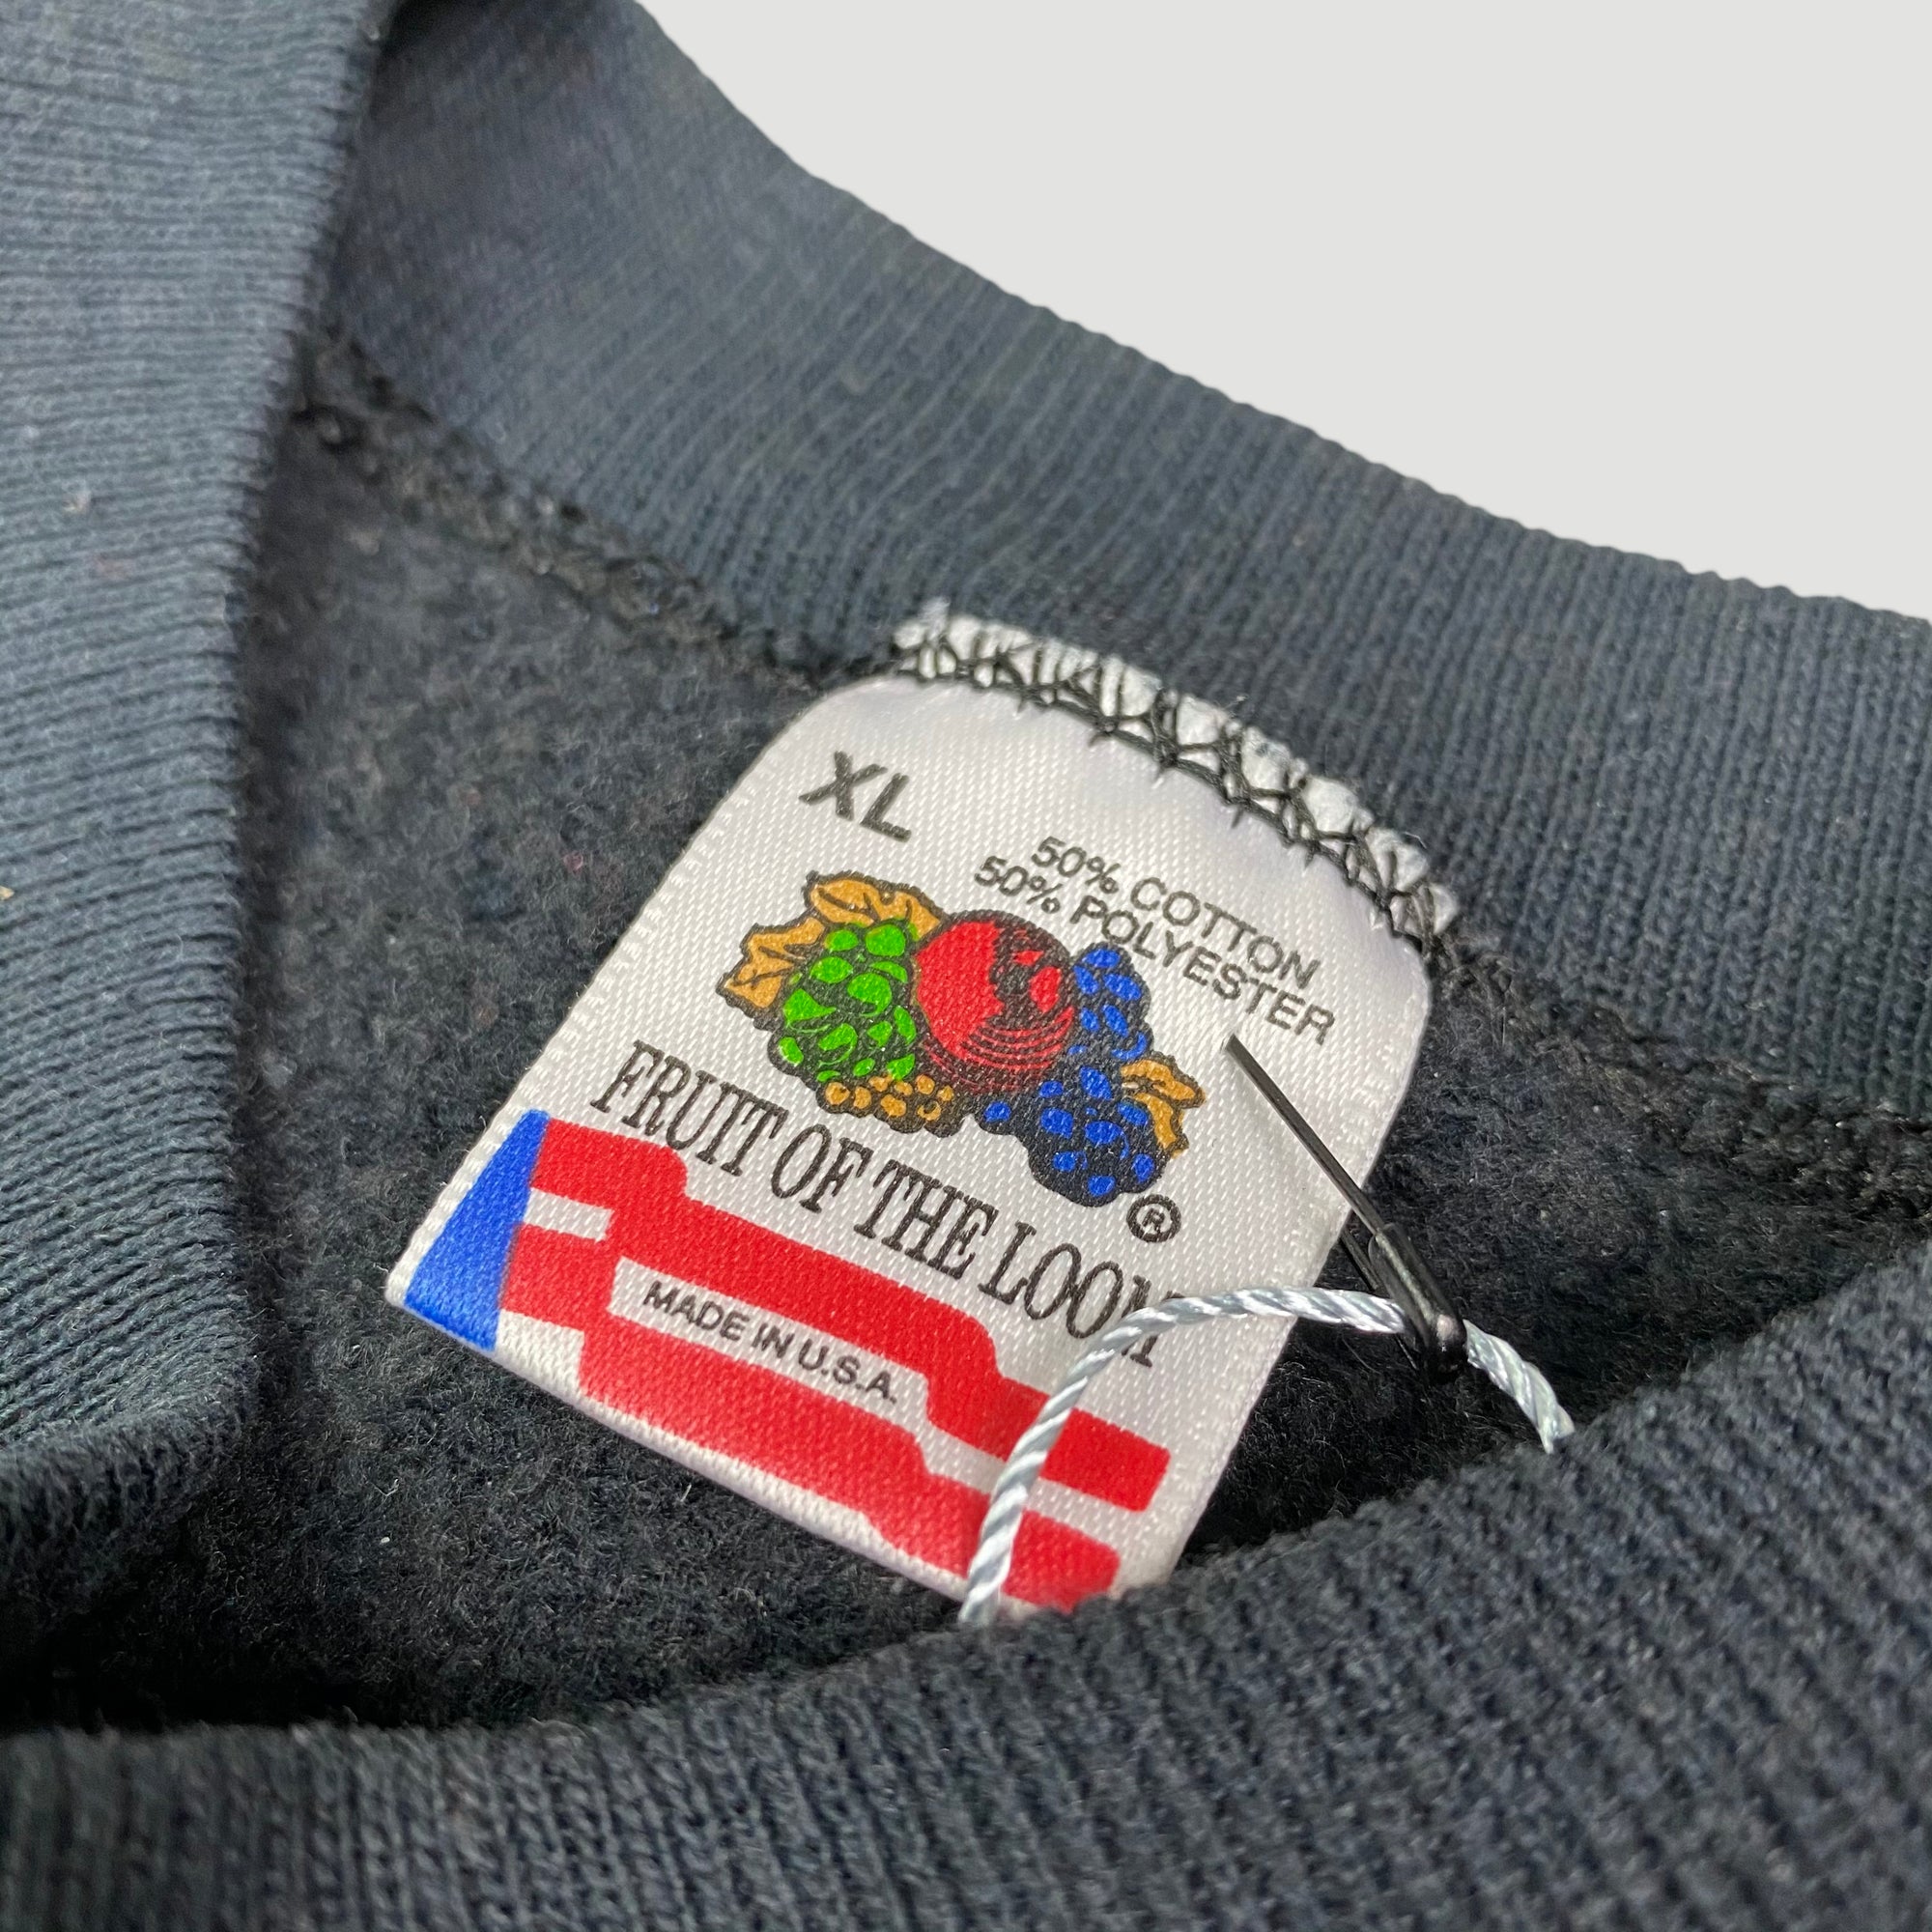 XL
50% COTTON
50% POLYESTER
®
FRUIT OF THE LOOM
MADE IN U.S.A.